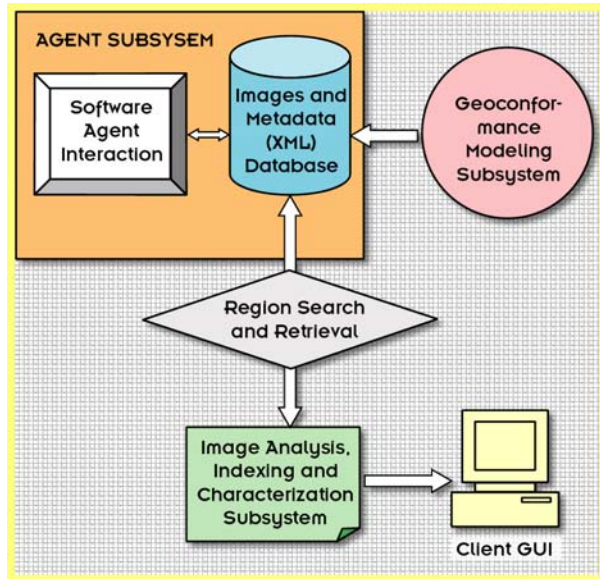 AGENT SUBSYSEM
Software
Agent
Interaction
Images and
Metadata
(XML)
Database
Geoconfor-
mance
Modeling
Subsystem
Region Search
and Retrieval
Image Analysis,
Indexing and
Characterization
Subsystem
Client GUI